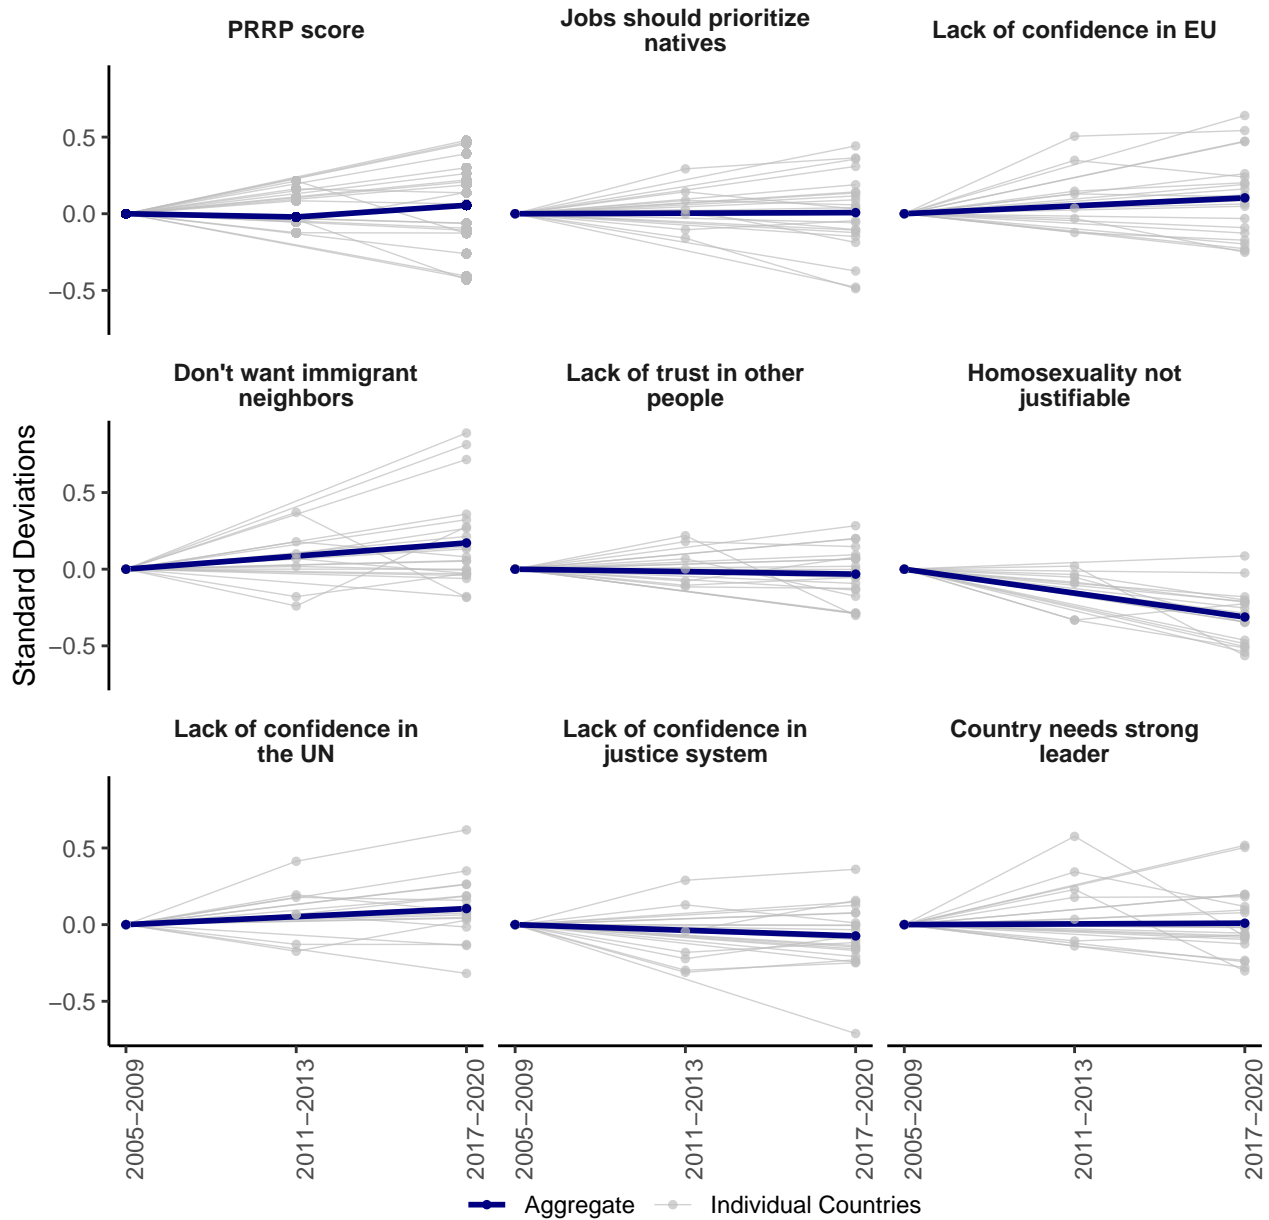 PRRP score
Jobs should prioritize
natives
Lack of confidence in EU
0.5
0.0
−0.5
Don't want immigrant
neighbors
Lack of trust in other
people
Homosexuality not
justifiable
Standard Deviations
0.5
0.0
−0.5
Lack of confidence in
the UN
Lack of confidence in
justice system
Country needs strong
leader
0.5
0.0
−0.5
2005−2009
2011−2013
2017−2020
2005−2009
2011−2013
2017−2020
2005−2009
2011−2013
2017−2020
Aggregate
Individual Countries